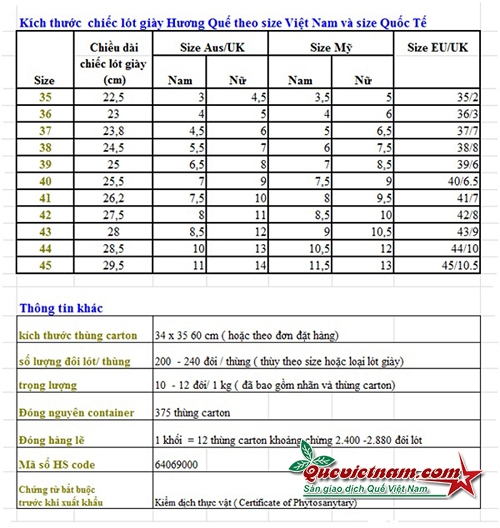 Kích thước chiếc lót giày Hương Quế theo size Việt Nam và size Quốc Tế
Size Chiều dài chiếc lót giày (cm) Size Aus/UK Size Mỹ Size EU/UK
Nam Nữ Nam Nữ
35 22,5 3 4,5 3,5 5 35/2
36 23 4 5 4 6 36/3
37 23,8 4,5 6 5 6,5 37/7
38 24,5 5,5 7 6 7,5 38/8
39 25 6,5 8 7 8,5 39/6
40 25,5 7 9 7,5 9 40/6.5
41 26,2 7,5 10 8 9,5 41/7
42 27,5 8 11 8,5 10 42/8
43 28 8,5 12 9 10,5 43/9
44 28,5 10 13 10,5 12 44/10
45 29,5 11 14 11,5 13 45/10.5
Thông tin khác
kích thước thùng carton 34 x 35 60 cm ( hoặc theo đơn đặt hàng)
số lượng đôi lót/ thùng 200 - 240 đôi / thùng ( thùy theo size hoặc loại lót giày)
trọng lượng 10 - 12 đôi/ 1 kg ( đã bao gồm nhãn và thùng carton)
Đóng nguyên container 375 thùng carton
Đóng hàng lẽ 1 khối = 12 thùng carton khoảng chừng 2.400 -2.880 đôi lót
Mã số HS code 64069000
Chứng từ bắt buộc
trước khi xuất khẩu Kiểm dịch thực vật ( Certificate of Phytosanytary)
Quevietnam.com
Sàn giao dịch Quế Việt Nam